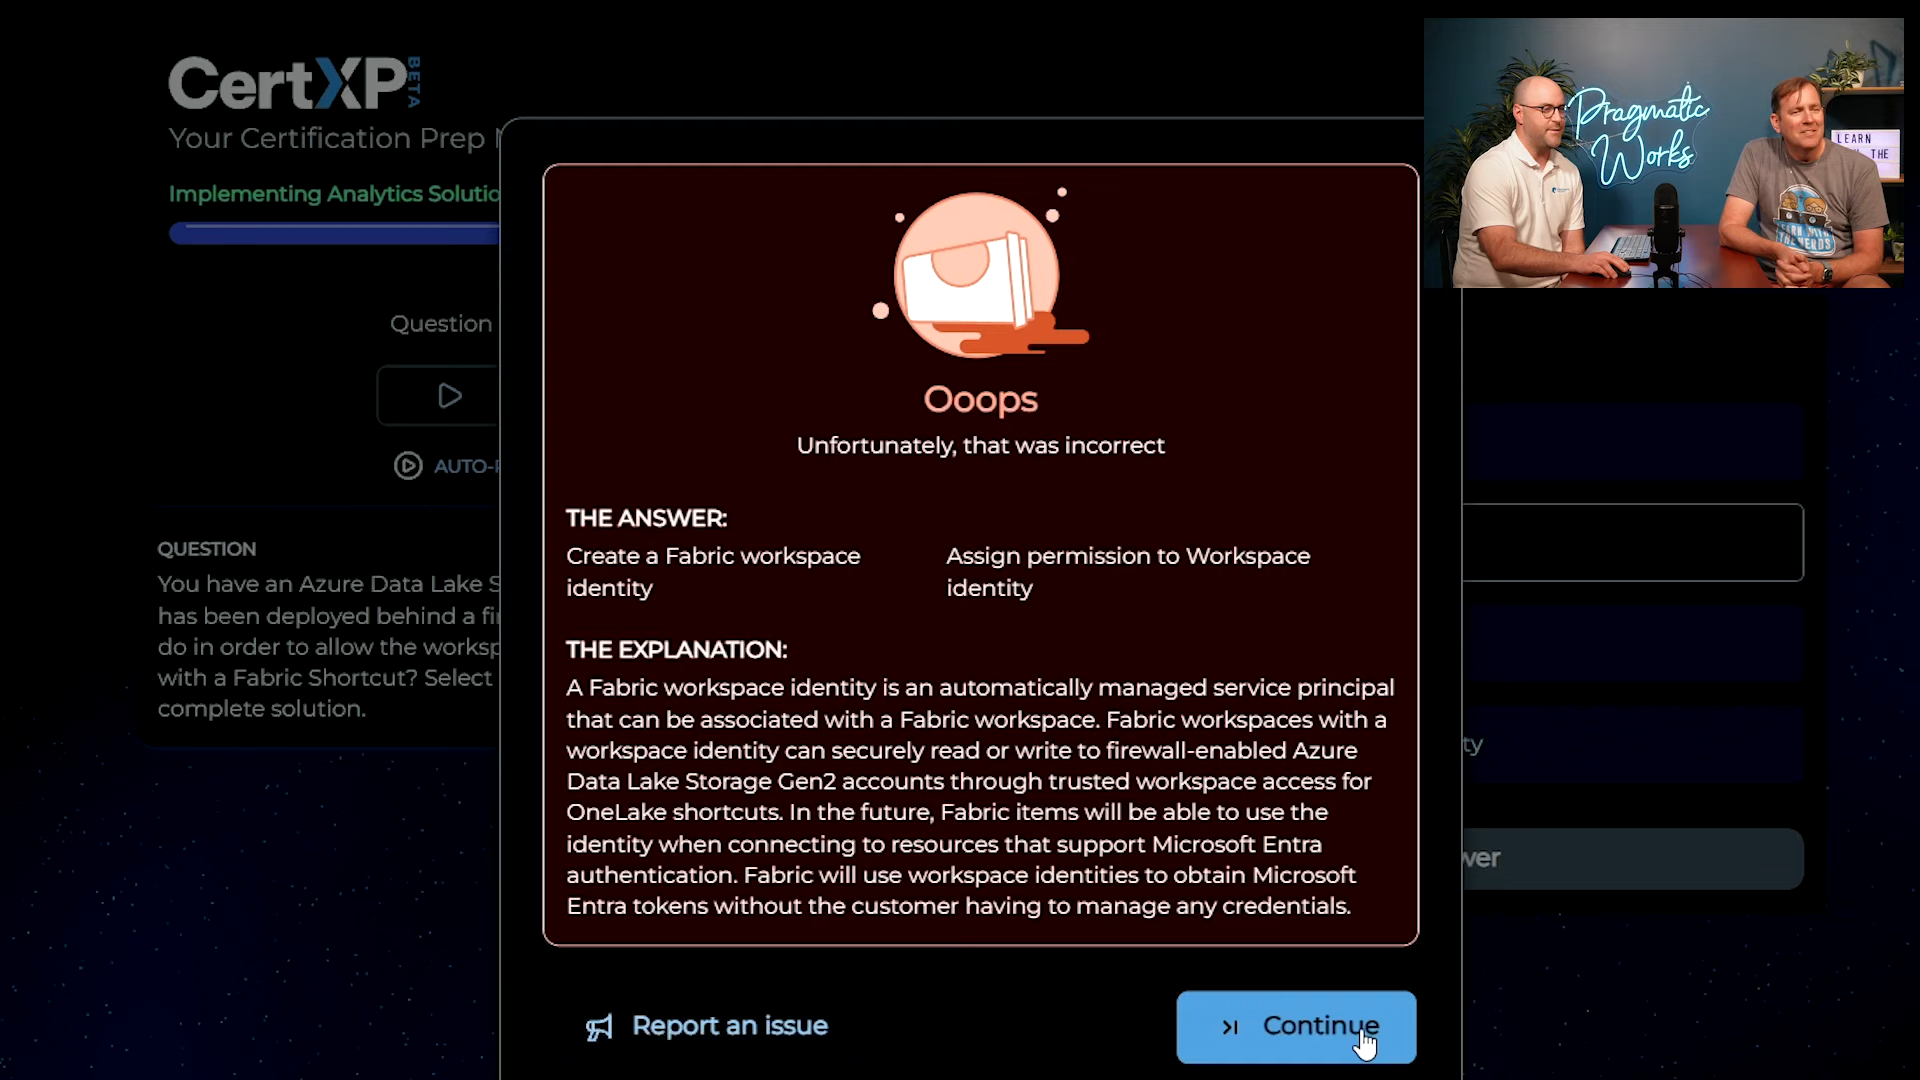 CertXP BETA
Your Certification Prep
Implementing Analytics Solutio
Question
AUTO-
QUESTION
You have an Azure Data Lake S
has been deployed behind a fi
do in order to allow the worksp
with a Fabric Shortcut? Select
complete solution.
Ooops
Unfortunately, that was incorrect
THE ANSWER:
Create a Fabric workspace
identity
Assign permission to Workspace
identity
THE EXPLANATION:
A Fabric workspace identity is an automatically managed service principal
that can be associated with a Fabric workspace. Fabric workspaces with a
workspace identity can securely read or write to firewall-enabled Azure
Data Lake Storage Gen2 accounts through trusted workspace access for
OneLake shortcuts. In the future, Fabric items will be able to use the
identity when connecting to resources that support Microsoft Entra
authentication. Fabric will use workspace identities to obtain Microsoft
Entra tokens without the customer having to manage any credentials.
Report an issue
Continue
ty
wer
Pragmatic
Works
LEARN
THE
LEARN WITH
THE NERDS